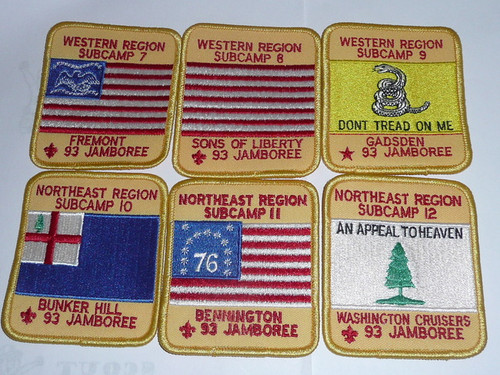 WESTERN REGION
SUBCAMP 7
FREMONT
93 JAMBOREE
WESTERN REGION
SUBCAMP 8
SONS OF LIBERTY
93 JAMBOREE
WESTERN REGION
SUBCAMP 9
DONT TREAD ON ME
GADSDEN
93 JAMBOREE
NORTHEAST REGION
SUBCAMP 10
BUNKER HILL
93 JAMBOREE
NORTHEAST REGION
SUBCAMP 11
76
BENNINGTON
93 JAMBOREE
NORTHEAST REGION
SUBCAMP 12
AN APPEAL TO HEAVEN
WASHINGTON CRUISERS
93 JAMBOREE